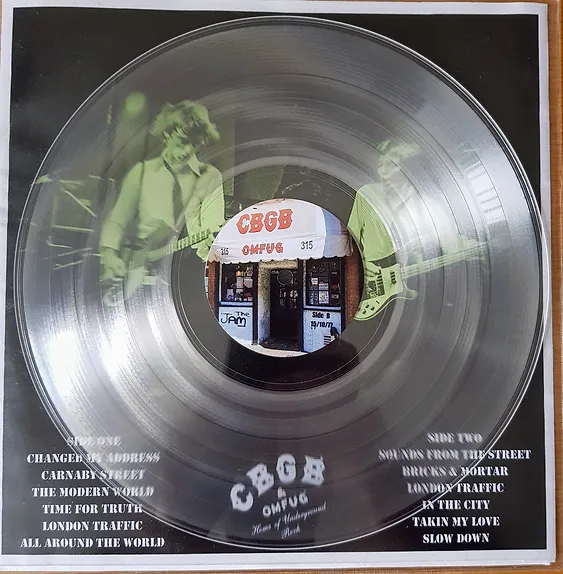 CBGB
315 OMFUG 315
The
JAM
Side B
15/10/77
SIDE ONE
CHANGED MY ADDRESS
CARNABY STREET
THE MODERN WORLD
TIME FOR TRUTH
LONDON TRAFFIC
ALL AROUND THE WORLD
CBGB
&
OMFUG
Home of Underground
Rock
SIDE TWO
SOUNDS FROM THE STREET
BRICKS & MORTAR
LONDON TRAFFIC
IN THE CITY
TAKIN MY LOVE
SLOW DOWN